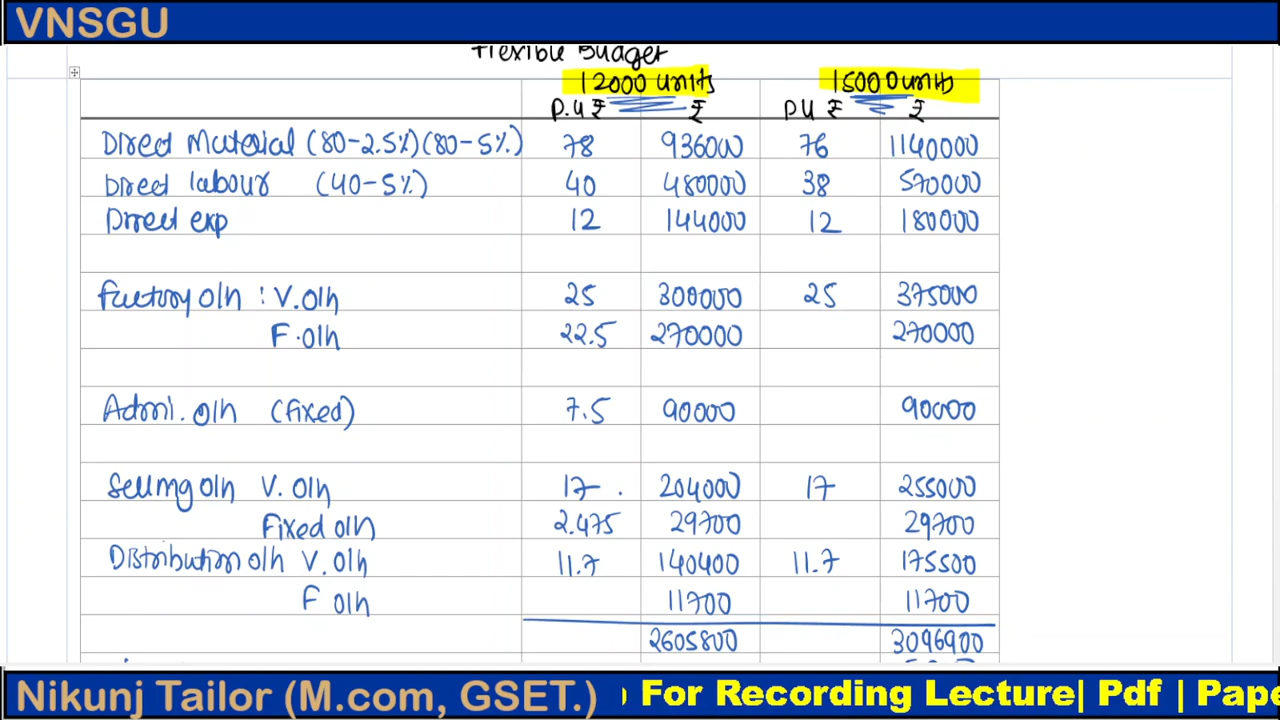 VNSGU
Flexible Budget
12000 units 15000 units
P.U ₹ ₹ PU ₹ ₹
Direct Material (80-2.5%) (80-5%) 78 936000 76 1140000
Direct labour (40-5%) 40 480000 38 570000
Direct exp 12 144000 12 180000
Factory o/h : V.o/h 25 300000 25 375000
F.o/h 22.5 270000 270000
Admi. o/h (fixed) 7.5 90000 90000
Selling o/h V. o/h 17 204000 17 255000
Fixed o/h 2.475 29700 29700
Distribution o/h V. o/h 11.7 140400 11.7 175500
F o/h 11700 11700
2605800 3096900
Nikunj Tailor (M.com, GSET.) For Recording Lecture| Pdf | Pape